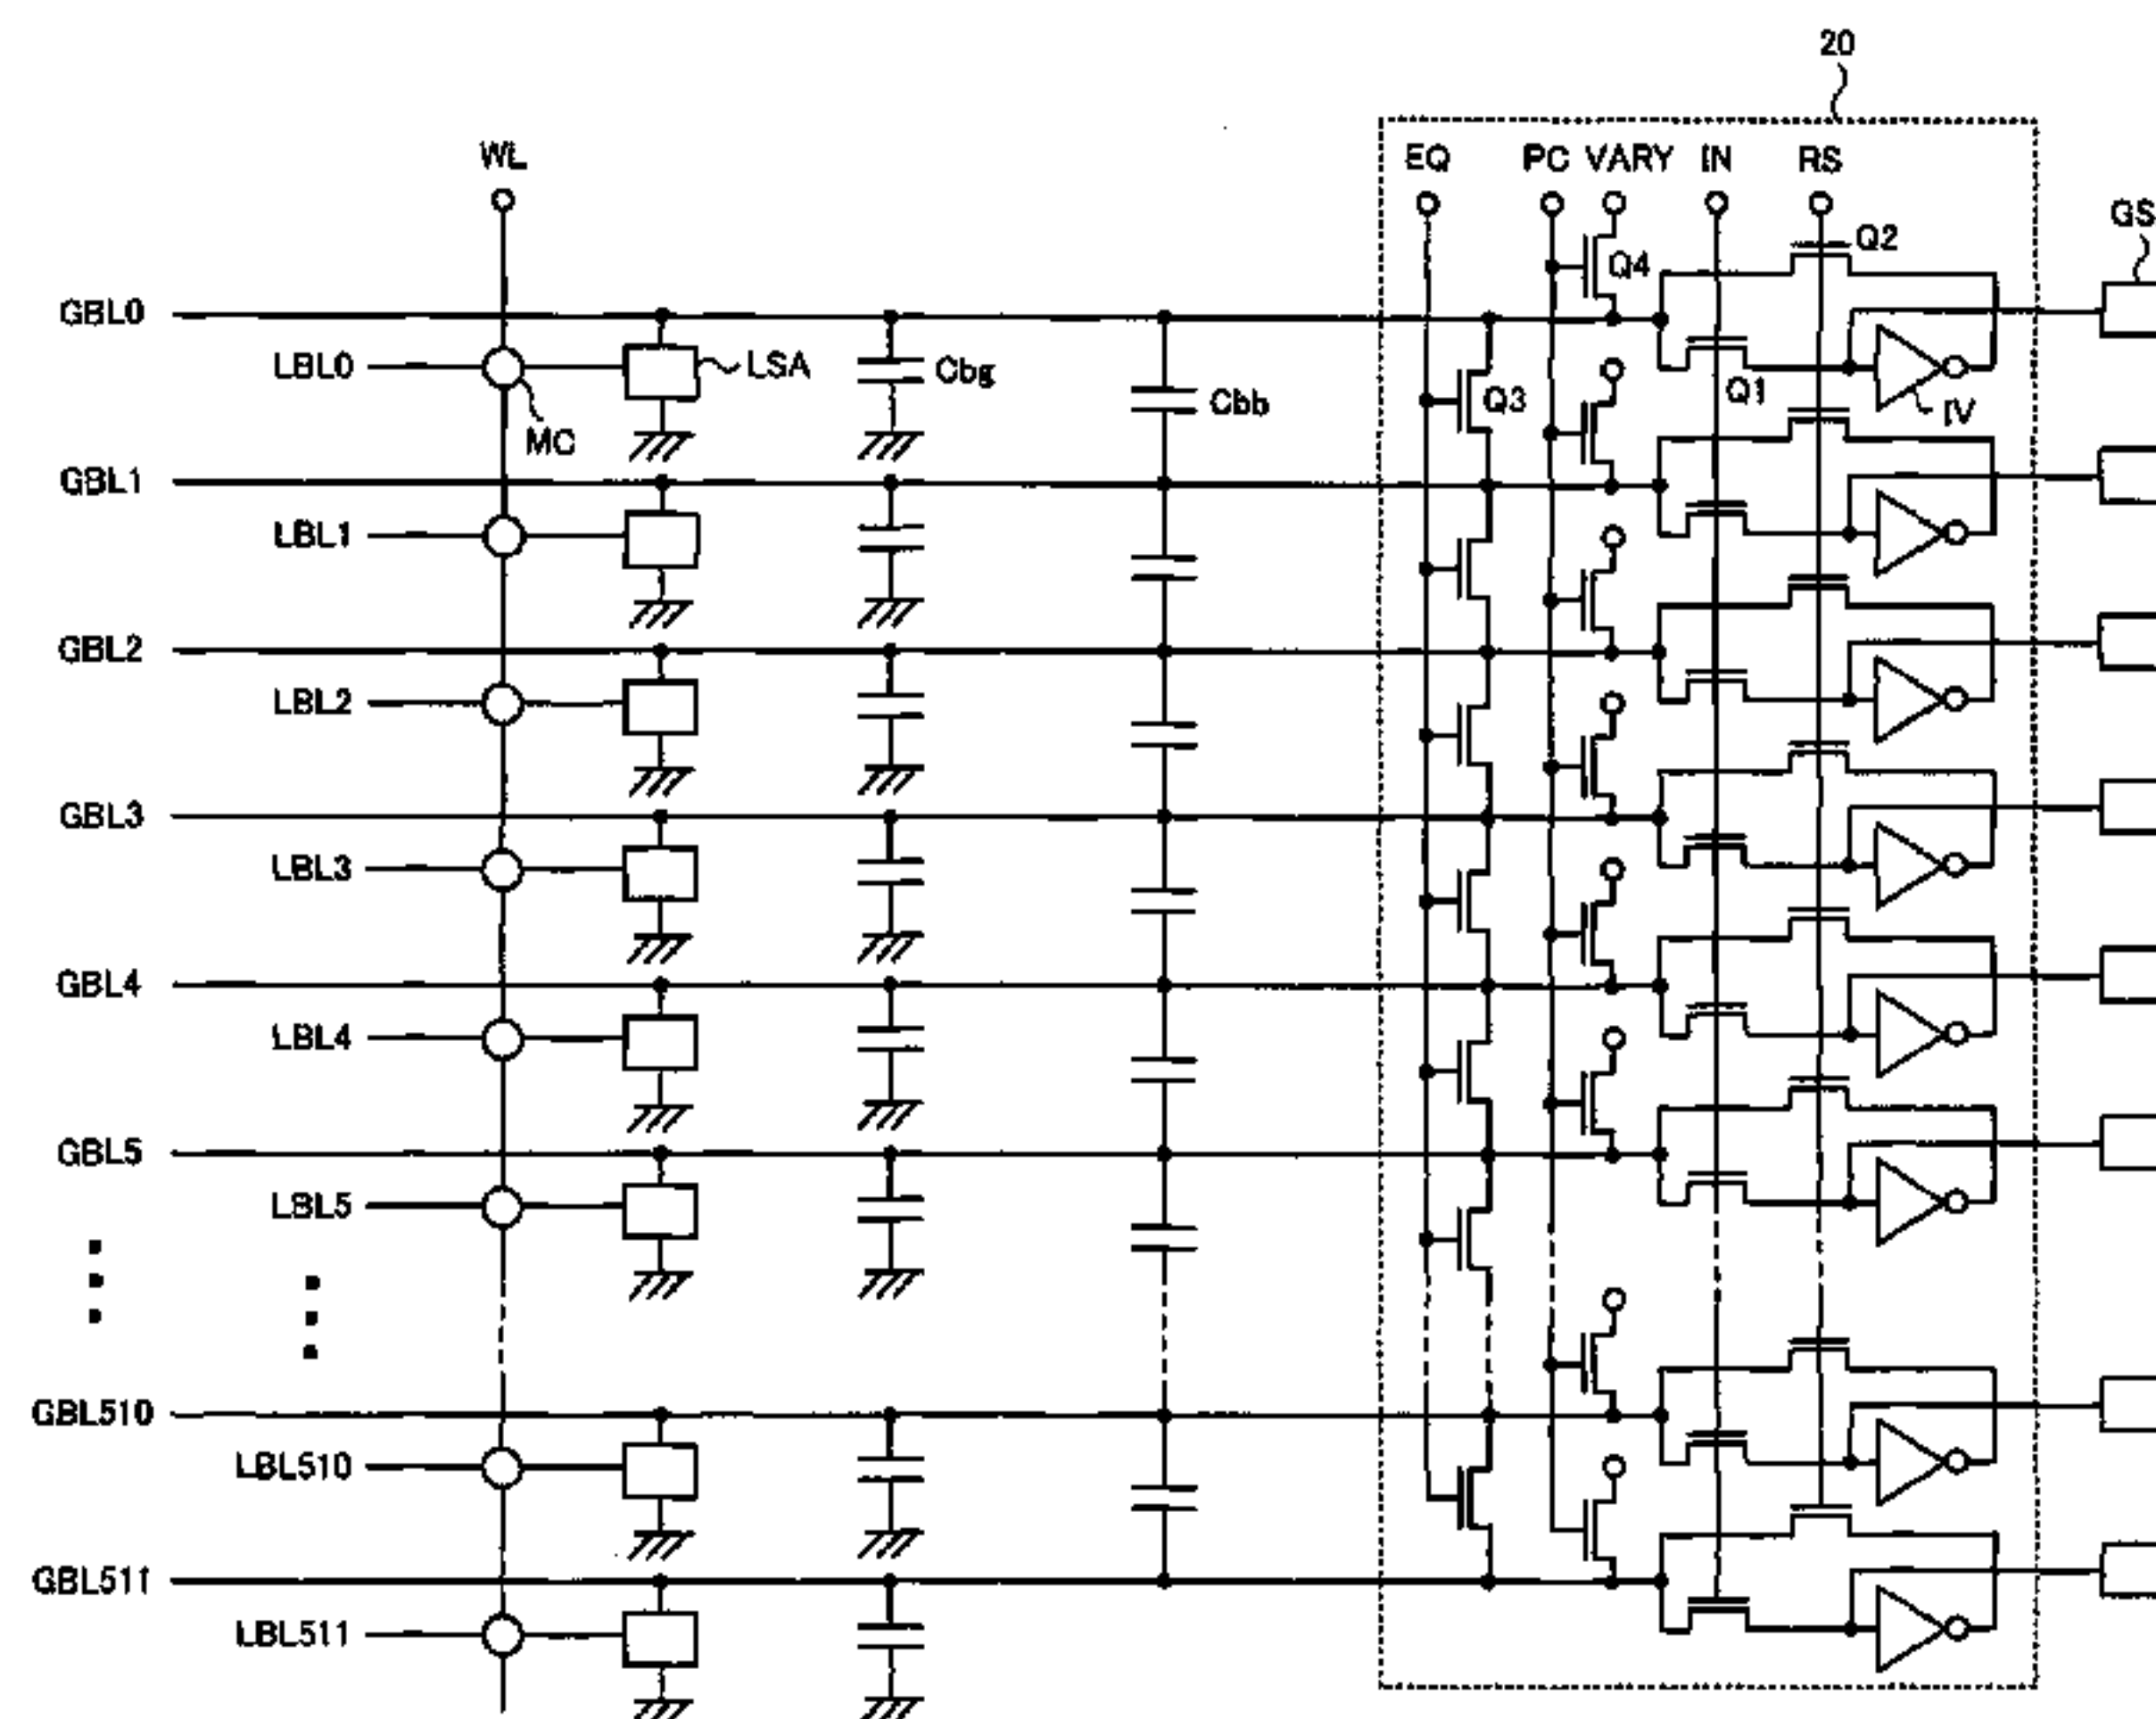 20
WL
EQ PC VARY IN RS
GS
Q2
Q4
GBL0
LBL0
LSA
Cbg
Cbb
Q3
Q1
IV
MC
GBL1
LBL1
GBL2
LBL2
GBL3
LBL3
GBL4
LBL4
GBL5
LBL5
GBL510
LBL510
GBL511
LBL511